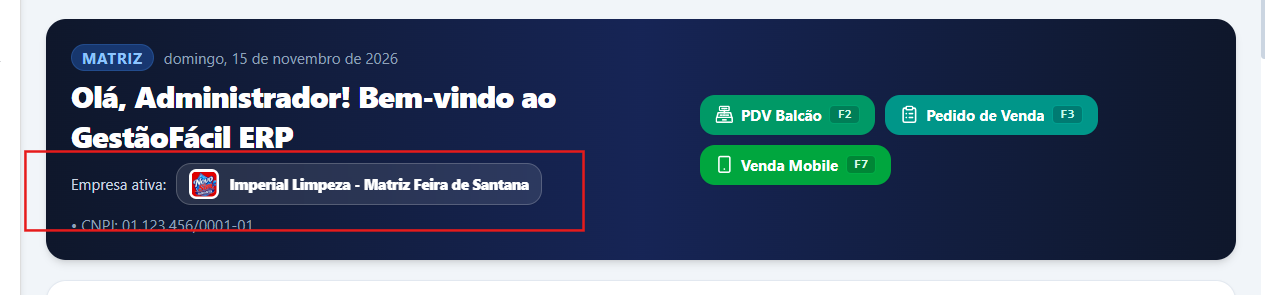 MATRIZ domingo, 15 de novembro de 2026
Olá, Administrador! Bem-vindo ao
GestãoFácil ERP
Empresa ativa: Imperial Limpeza - Matriz Feira de Santana
• CNPJ: 01.123.456/0001-01
PDV Balcão F2
Pedido de Venda F3
Venda Mobile F7